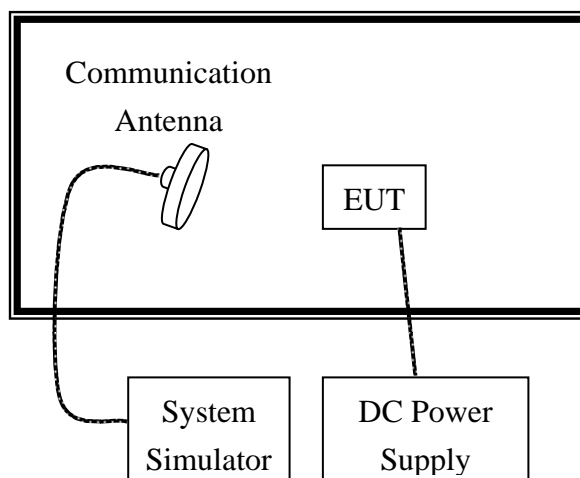 Communication
Antenna
EUT
System
Simulator
DC Power
Supply